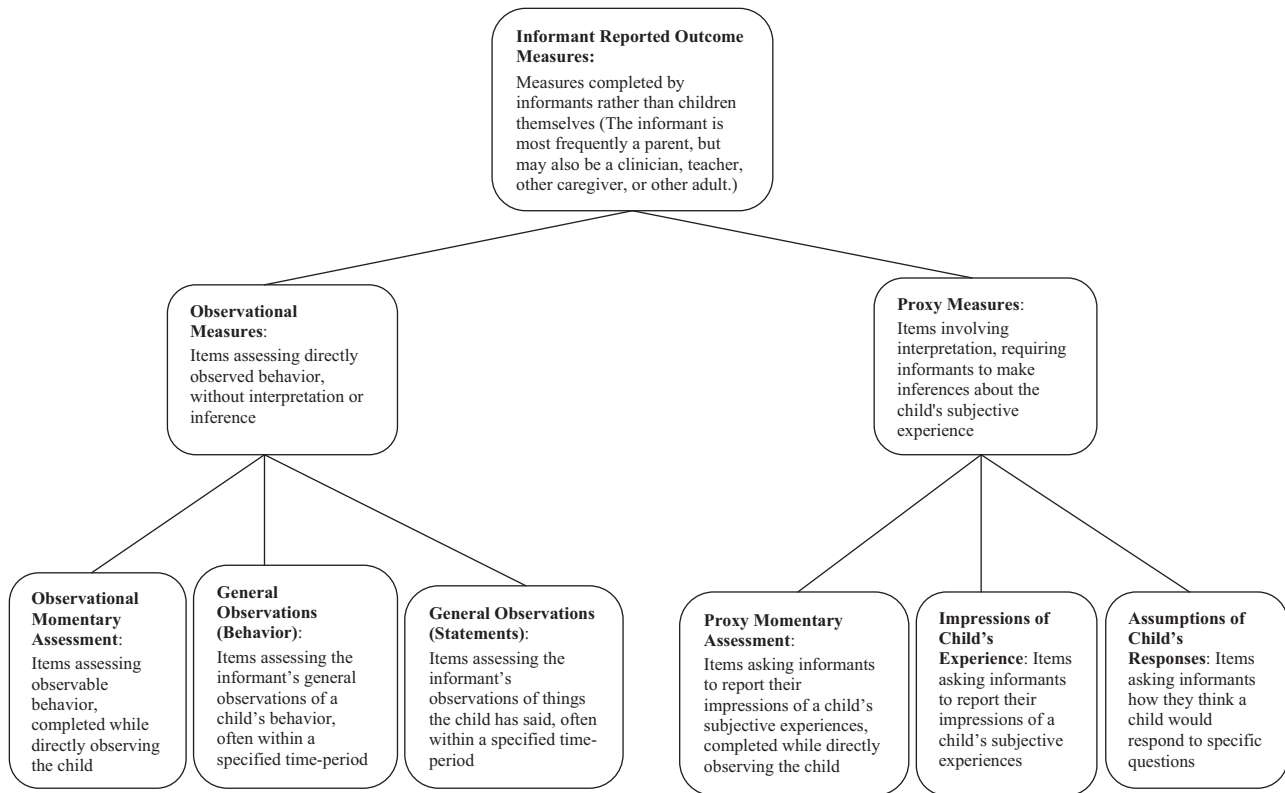 Informant Reported Outcome
Measures:
Measures completed by
informants rather than children
themselves (The informant is
most frequently a parent, but
may also be a clinician, teacher,
other caregiver, or other adult.)
Observational
Measures:
Items assessing directly
observed behavior,
without interpretation or
inference
Proxy Measures:
Items involving
interpretation, requiring
informants to make
inferences about the
child's subjective
experience
Observational
Momentary
Assessment:
Items assessing
observable
behavior,
completed while
directly observing
the child
General
Observations
(Behavior):
Items assessing the
informant’s general
observations of a
child’s behavior,
often within a
specified time-period
General Observations
(Statements):
Items assessing the
informant’s
observations of things
the child has said, often
within a specified time-
period
Proxy Momentary
Assessment:
Items asking informants
to report their
impressions of a child’s
subjective experiences,
completed while directly
observing the child
Impressions of
Child’s
Experience: Items
asking informants
to report their
impressions of a
child’s subjective
experiences
Assumptions of
Child’s
Responses: Items
asking informants
how they think a
child would
respond to specific
questions